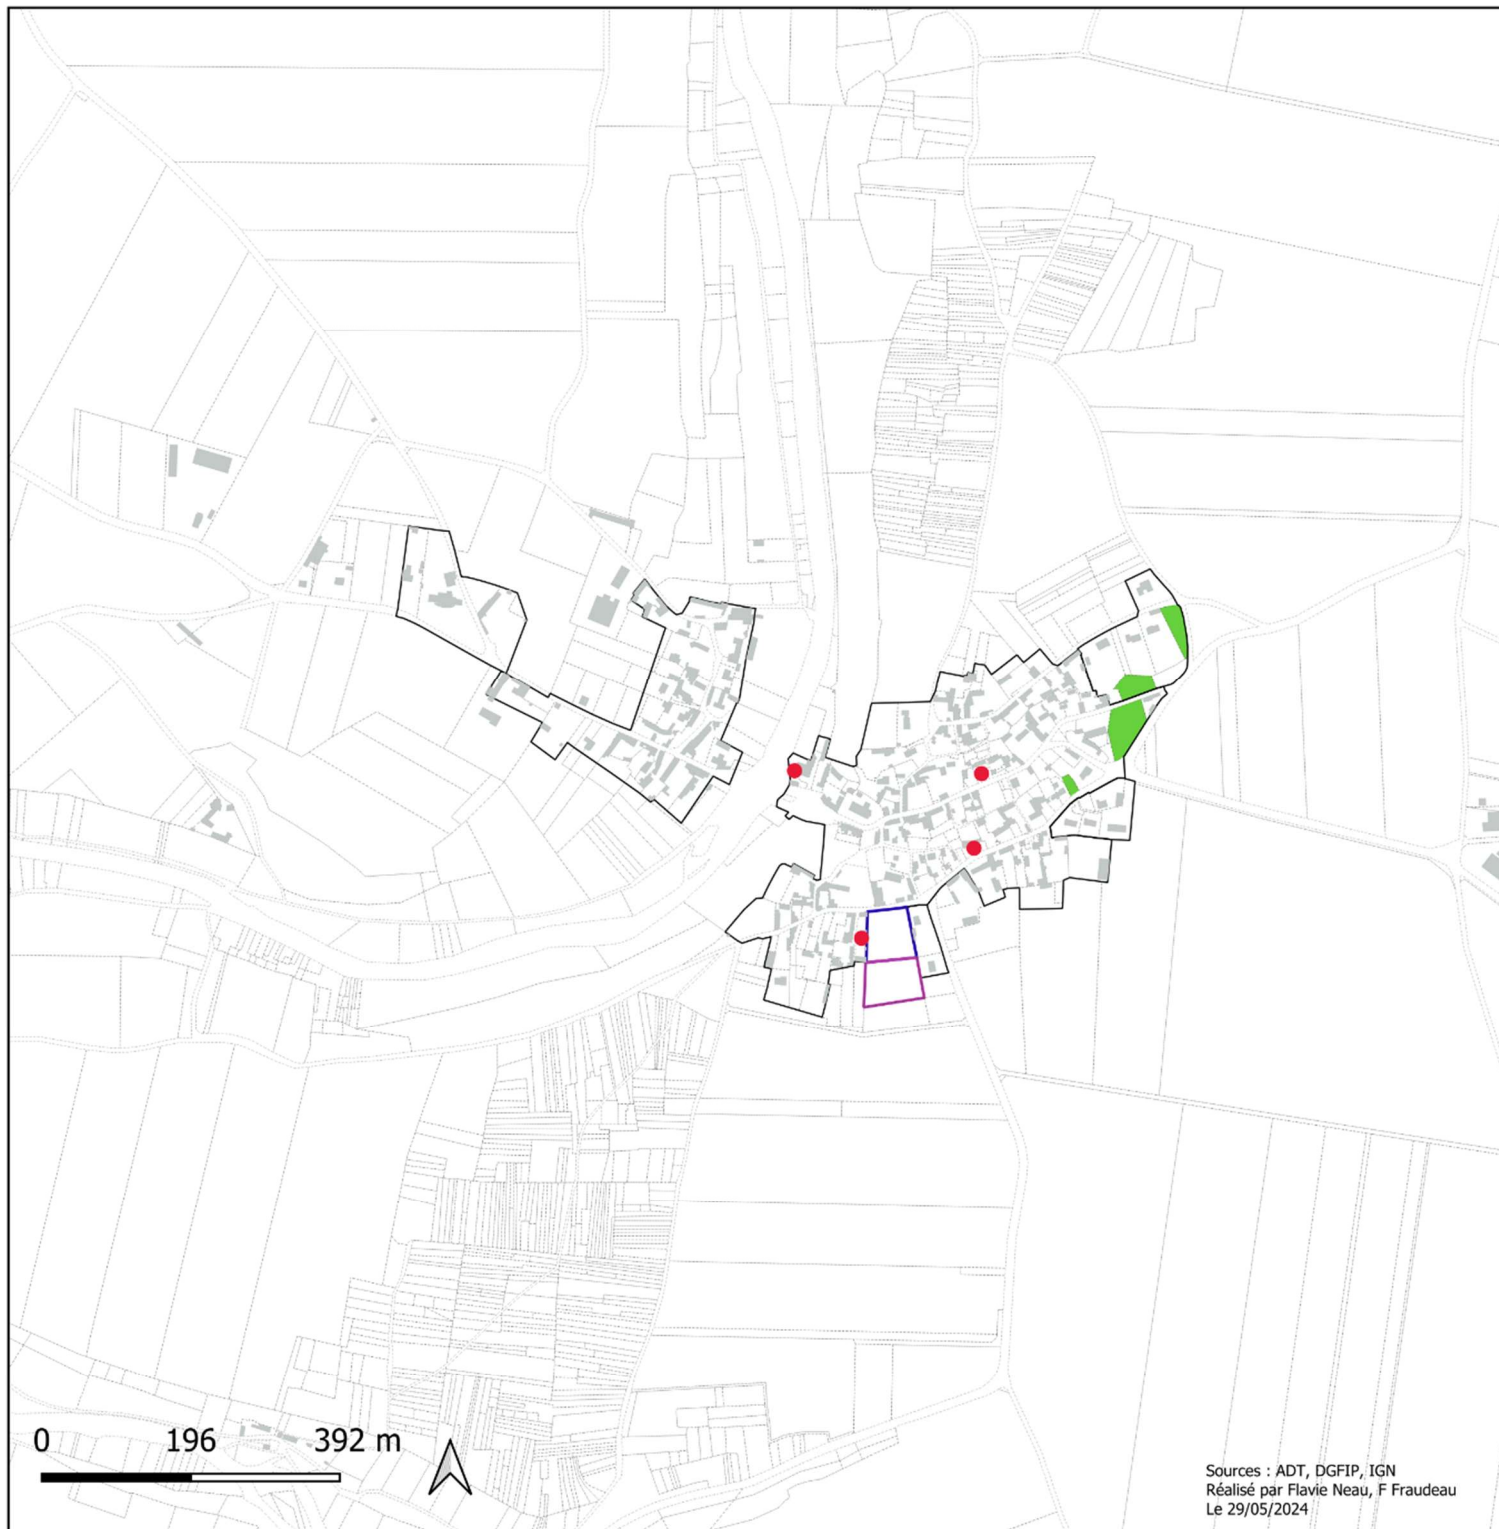 0 196 392 m
Sources : ADT, DGFIP, IGN
Réalisé par Flavie Neau, F Fraudeau
Le 29/05/2024